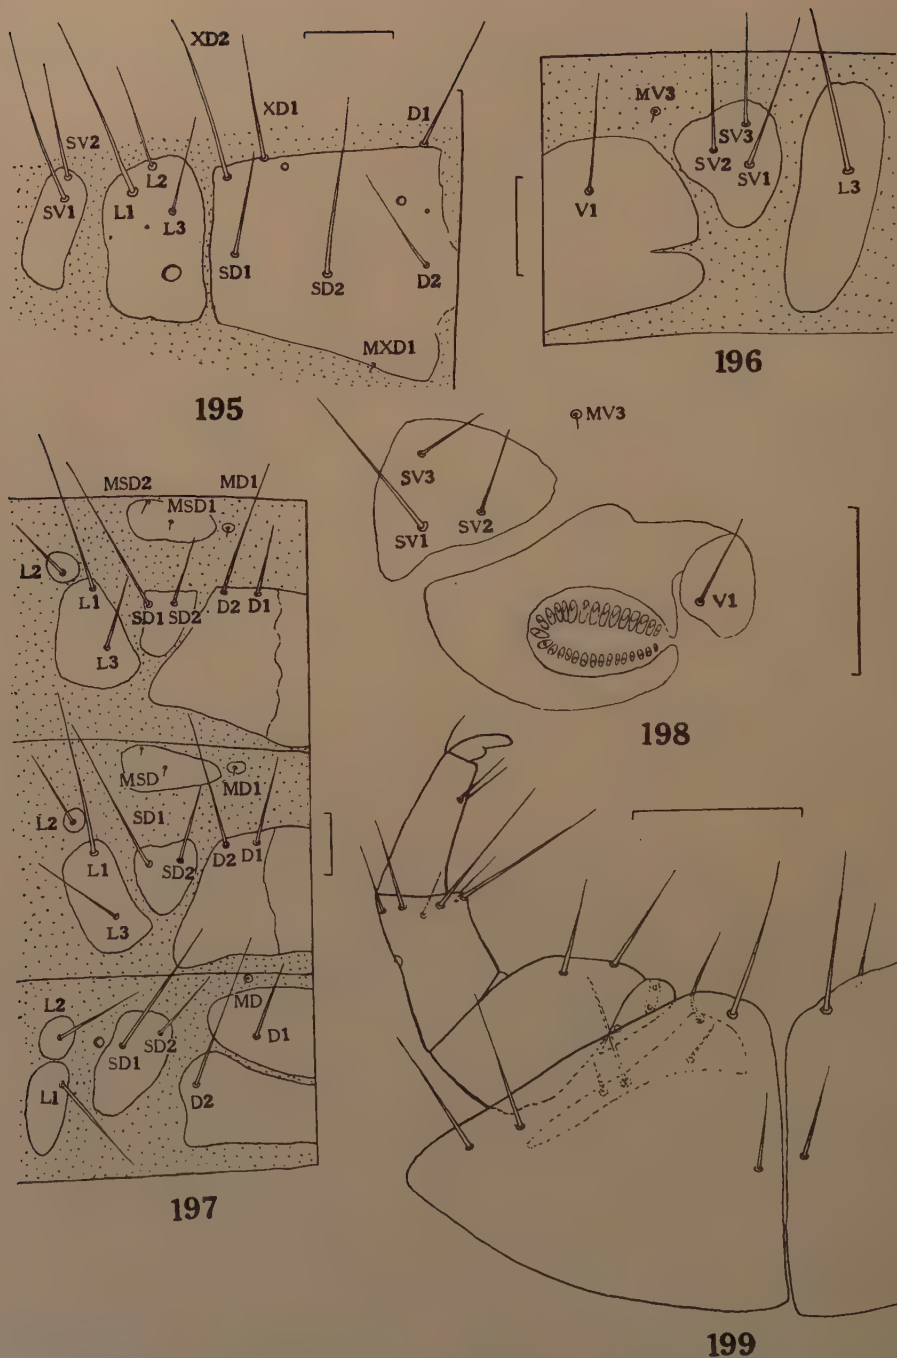 XD2
XD1
D1
SV2
L2
SV1
L1
L3
SD1
SD2
D2
MXD1
195
MV3
SV3
SV2
SV1
V1
L3
196
MV3
SV3
SV1
SV2
V1
198
MSD2
MD1
MSD1
L2
L1
SD1
SD2
D2
D1
L3
MSD
MD1
L2
SD1
L1
SD2
D2
D1
L3
L2
MD
SD1
SD2
D1
L1
D2
197
199